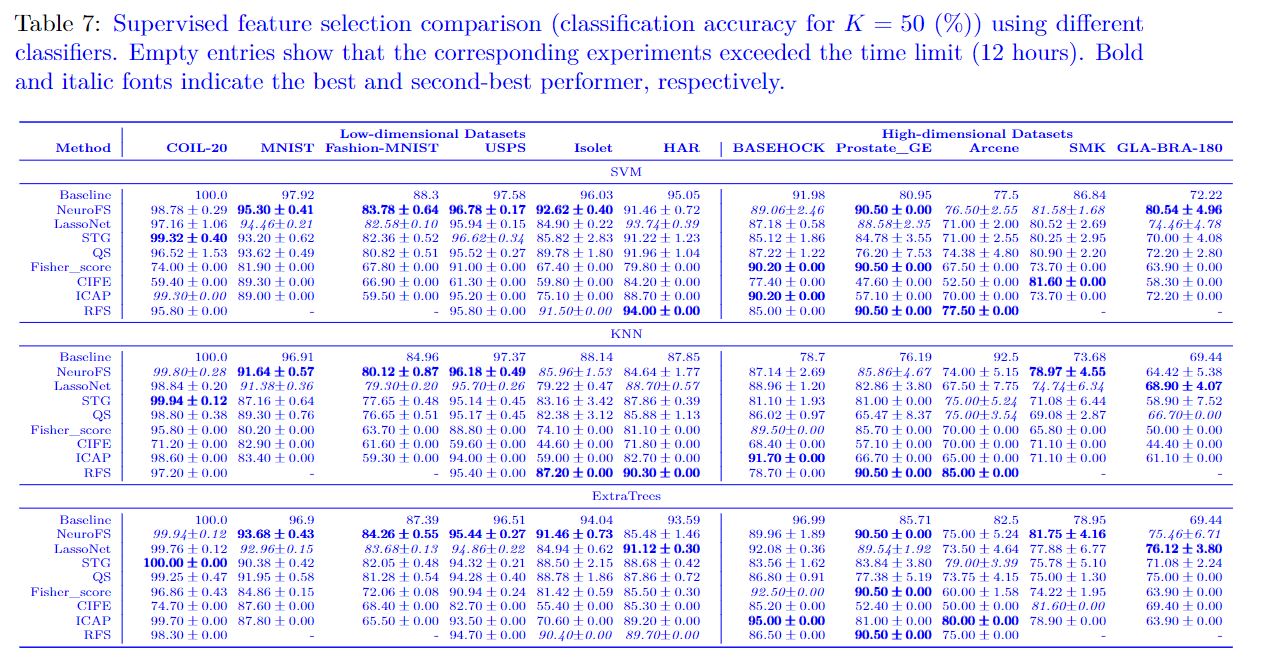 Table 7: Supervised feature selection comparison (classification accuracy for K = 50 (%)) using different
classifiers. Empty entries show that the corresponding experiments exceeded the time limit (12 hours). Bold
and italic fonts indicate the best and second-best performer, respectively.
Low-dimensional Datasets High-dimensional Datasets
Method COIL-20 MNIST Fashion-MNIST USPS Isolet HAR BASEHOCK Prostate_GE Arcene SMK GLA-BRA-180
SVM
Baseline 100.0 97.92 88.3 97.58 96.03 95.05 91.98 80.95 77.5 86.84 72.22
NeuroFS 98.78 ± 0.29 95.30 ± 0.41 83.78 ± 0.64 96.78 ± 0.17 92.62 ± 0.40 91.46 ± 0.72 89.06±2.46 90.50 ± 0.00 76.50±2.55 81.58±1.68 80.54 ± 4.96
LassoNet 97.16 ± 1.06 94.46±0.21 82.58±0.10 95.94 ± 0.15 84.90 ± 0.22 93.74±0.39 87.18 ± 0.58 88.58±2.35 71.00 ± 2.00 80.52 ± 2.69 74.46±4.78
STG 99.32 ± 0.40 93.20 ± 0.62 82.36 ± 0.52 96.62±0.34 85.82 ± 2.83 91.22 ± 1.23 85.12 ± 1.86 84.78 ± 3.55 71.00 ± 2.55 80.25 ± 2.95 70.00 ± 4.08
QS 96.52 ± 1.53 93.62 ± 0.49 80.82 ± 0.51 95.52 ± 0.27 89.78 ± 1.80 91.96 ± 1.04 87.22 ± 1.22 76.20 ± 7.53 74.38 ± 4.80 80.90 ± 2.20 72.20 ± 2.80
Fisher_score 74.00 ± 0.00 81.90 ± 0.00 67.80 ± 0.00 91.00 ± 0.00 67.40 ± 0.00 79.80 ± 0.00 90.20 ± 0.00 90.50 ± 0.00 67.50 ± 0.00 73.70 ± 0.00 63.90 ± 0.00
CIFE 59.40 ± 0.00 89.30 ± 0.00 66.90 ± 0.00 61.30 ± 0.00 59.80 ± 0.00 84.20 ± 0.00 77.40 ± 0.00 47.60 ± 0.00 52.50 ± 0.00 81.60 ± 0.00 58.30 ± 0.00
ICAP 99.30±0.00 89.00 ± 0.00 59.50 ± 0.00 95.20 ± 0.00 75.10 ± 0.00 88.70 ± 0.00 90.20 ± 0.00 57.10 ± 0.00 70.00 ± 0.00 73.70 ± 0.00 72.20 ± 0.00
RFS 95.80 ± 0.00 - - 95.80 ± 0.00 91.50±0.00 94.00 ± 0.00 85.00 ± 0.00 90.50 ± 0.00 77.50 ± 0.00 - -
KNN
Baseline 100.0 96.91 84.96 97.37 88.14 87.85 78.7 76.19 92.5 73.68 69.44
NeuroFS 99.80±0.28 91.64 ± 0.57 80.12 ± 0.87 96.18 ± 0.49 85.96±1.53 84.64 ± 1.77 87.14 ± 2.69 85.86±4.67 74.00 ± 5.15 78.97 ± 4.55 64.42 ± 5.38
LassoNet 98.84 ± 0.20 91.38±0.36 79.30±0.20 95.70±0.26 79.22 ± 0.47 88.70±0.57 88.96 ± 1.20 82.86 ± 3.80 67.50 ± 7.75 74.74±6.34 68.90 ± 4.07
STG 99.94 ± 0.12 87.16 ± 0.64 77.65 ± 0.48 95.14 ± 0.45 83.16 ± 3.42 87.86 ± 0.39 81.10 ± 1.93 81.00 ± 0.00 75.00±5.24 71.08 ± 6.44 58.90 ± 7.52
QS 98.80 ± 0.38 89.30 ± 0.76 76.65 ± 0.51 95.17 ± 0.45 82.38 ± 3.12 85.88 ± 1.13 86.02 ± 0.97 65.47 ± 8.37 75.00±3.54 69.08 ± 2.87 66.70±0.00
Fisher_score 95.80 ± 0.00 80.20 ± 0.00 63.70 ± 0.00 88.80 ± 0.00 74.10 ± 0.00 81.10 ± 0.00 89.50±0.00 85.70 ± 0.00 70.00 ± 0.00 65.80 ± 0.00 50.00 ± 0.00
CIFE 71.20 ± 0.00 82.90 ± 0.00 61.60 ± 0.00 59.60 ± 0.00 44.60 ± 0.00 71.80 ± 0.00 68.40 ± 0.00 57.10 ± 0.00 70.00 ± 0.00 71.10 ± 0.00 44.40 ± 0.00
ICAP 98.60 ± 0.00 83.40 ± 0.00 59.30 ± 0.00 94.00 ± 0.00 59.00 ± 0.00 82.70 ± 0.00 91.70 ± 0.00 66.70 ± 0.00 65.00 ± 0.00 71.10 ± 0.00 61.10 ± 0.00
RFS 97.20 ± 0.00 - - 95.40 ± 0.00 87.20 ± 0.00 90.30 ± 0.00 78.70 ± 0.00 90.50 ± 0.00 85.00 ± 0.00 - -
ExtraTrees
Baseline 100.0 96.9 87.39 96.51 94.04 93.59 96.99 85.71 82.5 78.95 69.44
NeuroFS 99.94±0.12 93.68 ± 0.43 84.26 ± 0.55 95.44 ± 0.27 91.46 ± 0.73 85.48 ± 1.46 89.96 ± 1.89 90.50 ± 0.00 75.00 ± 5.24 81.75 ± 4.16 75.46±6.71
LassoNet 99.76 ± 0.12 92.96±0.15 83.68±0.13 94.86±0.22 84.94 ± 0.62 91.12 ± 0.30 92.08 ± 0.36 89.54±1.92 73.50 ± 4.64 77.88 ± 6.77 76.12 ± 3.80
STG 100.00 ± 0.00 90.38 ± 0.42 82.05 ± 0.48 94.32 ± 0.21 88.50 ± 2.15 88.68 ± 0.42 83.56 ± 1.62 83.84 ± 3.80 79.00±3.39 75.78 ± 5.10 71.08 ± 2.24
QS 99.25 ± 0.47 91.95 ± 0.58 81.28 ± 0.54 94.28 ± 0.40 88.78 ± 1.86 87.86 ± 0.72 86.80 ± 0.91 77.38 ± 5.19 73.75 ± 4.15 75.00 ± 1.30 75.00 ± 0.00
Fisher_score 96.86 ± 0.43 84.86 ± 0.15 72.06 ± 0.08 90.94 ± 0.24 81.42 ± 0.59 85.50 ± 0.30 92.50±0.00 90.50 ± 0.00 60.00 ± 1.58 74.22 ± 1.95 63.90 ± 0.00
CIFE 74.70 ± 0.00 87.60 ± 0.00 68.40 ± 0.00 82.70 ± 0.00 55.40 ± 0.00 85.30 ± 0.00 85.20 ± 0.00 52.40 ± 0.00 50.00 ± 0.00 81.60±0.00 69.40 ± 0.00
ICAP 99.70 ± 0.00 87.80 ± 0.00 65.50 ± 0.00 93.50 ± 0.00 70.60 ± 0.00 89.20 ± 0.00 95.00 ± 0.00 81.00 ± 0.00 80.00 ± 0.00 78.90 ± 0.00 63.90 ± 0.00
RFS 98.30 ± 0.00 - - 94.70 ± 0.00 90.40±0.00 89.70±0.00 86.50 ± 0.00 90.50 ± 0.00 75.00 ± 0.00 - -